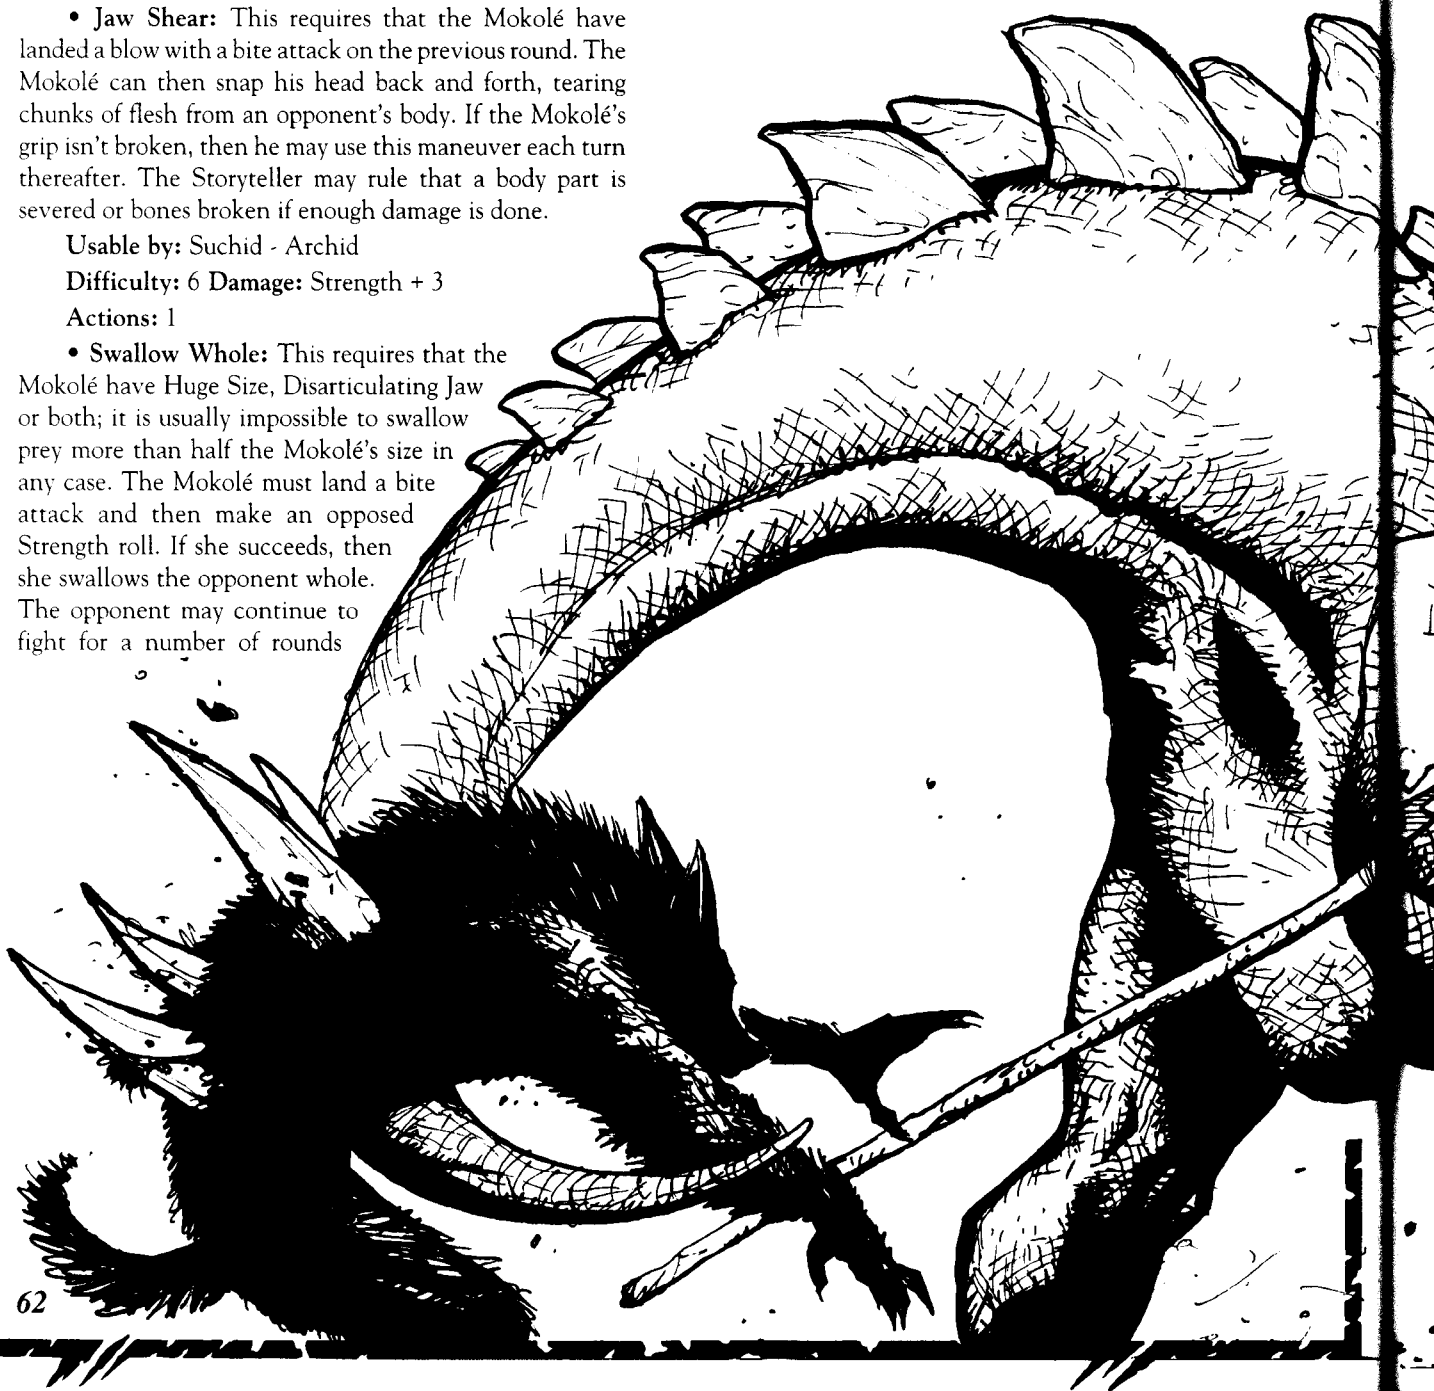 • Jaw Shear: This requires that the Mokolé have
landed a blow with a bite attack on the previous round. The
Mokolé can then snap his head back and forth, tearing
chunks of flesh from an opponent's body. If the Mokolé's
grip isn't broken, then he may use this maneuver each turn
thereafter. The Storyteller may rule that a body part is
severed or bones broken if enough damage is done.
Usable by: Suchid - Archid
Difficulty: 6 Damage: Strength + 3
Actions: 1
• Swallow Whole: This requires that the
Mokolé have Huge Size, Disarticulating Jaw
or both; it is usually impossible to swallow
prey more than half the Mokolé's size in
any case. The Mokolé must land a bite
attack and then make an opposed
Strength roll. If she succeeds, then
she swallows the opponent whole.
The opponent may continue to
fight for a number of rounds
62